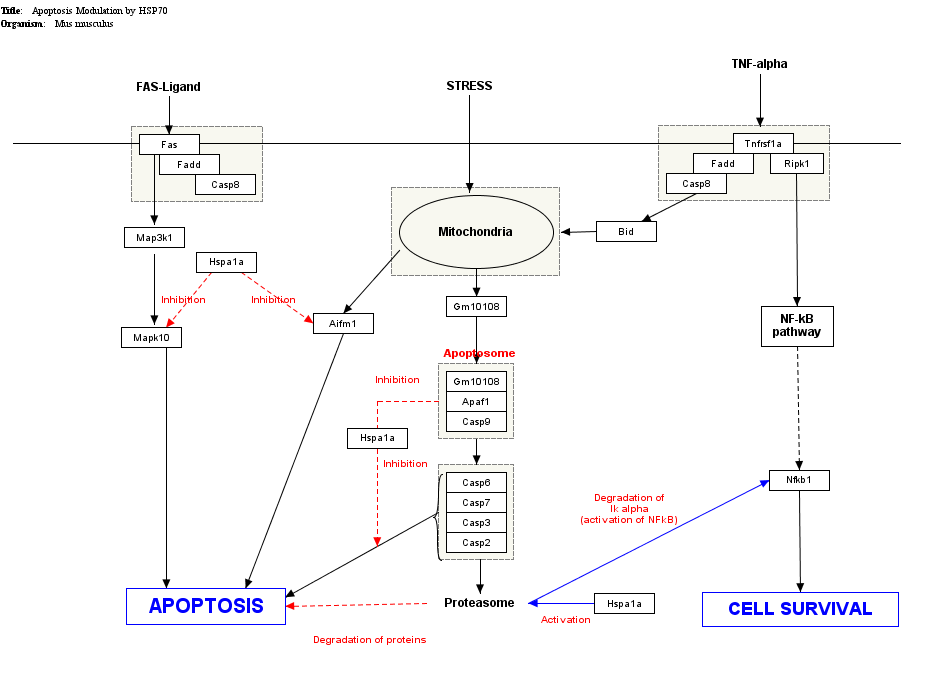 Title: Apoptosis Modulation by HSP70
Organism: Mus musculus
TNF-alpha
FAS-Ligand
STRESS
Fas
Fadd
Casp8
Tnfrsf1a
Fadd
Ripk1
Casp8
Map3k1
Mitochondria
Bid
Hspa1a
Inhibition
Inhibition
Gm10108
Mapk10
Aifm1
NF-kB
pathway
Apoptosome
Inhibition
Gm10108
Apaf1
Casp9
Hspa1a
Inhibition
Casp6
Casp7
Casp3
Casp2
Nfkb1
Degradation of
Ik alpha
(activation of NFkB)
APOPTOSIS
Proteasome
Hspa1a
CELL SURVIVAL
Activation
Degradation of proteins